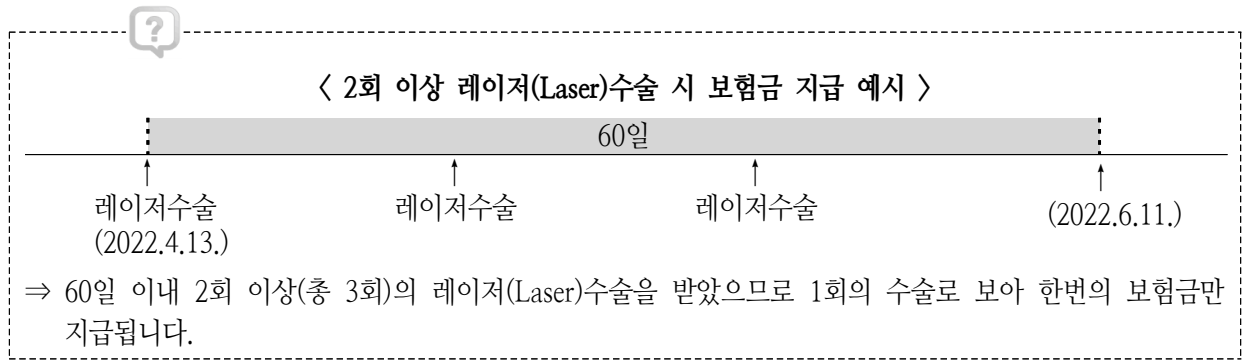 ?
〈 2회 이상 레이저(Laser)수술 시 보험금 지급 예시 〉
60일
레이저수술 레이저수술 레이저수술 (2022.6.11.)
(2022.4.13.)
⇒ 60일 이내 2회 이상(총 3회)의 레이저(Laser)수술을 받았으므로 1회의 수술로 보아 한번의 보험금만
지급됩니다.